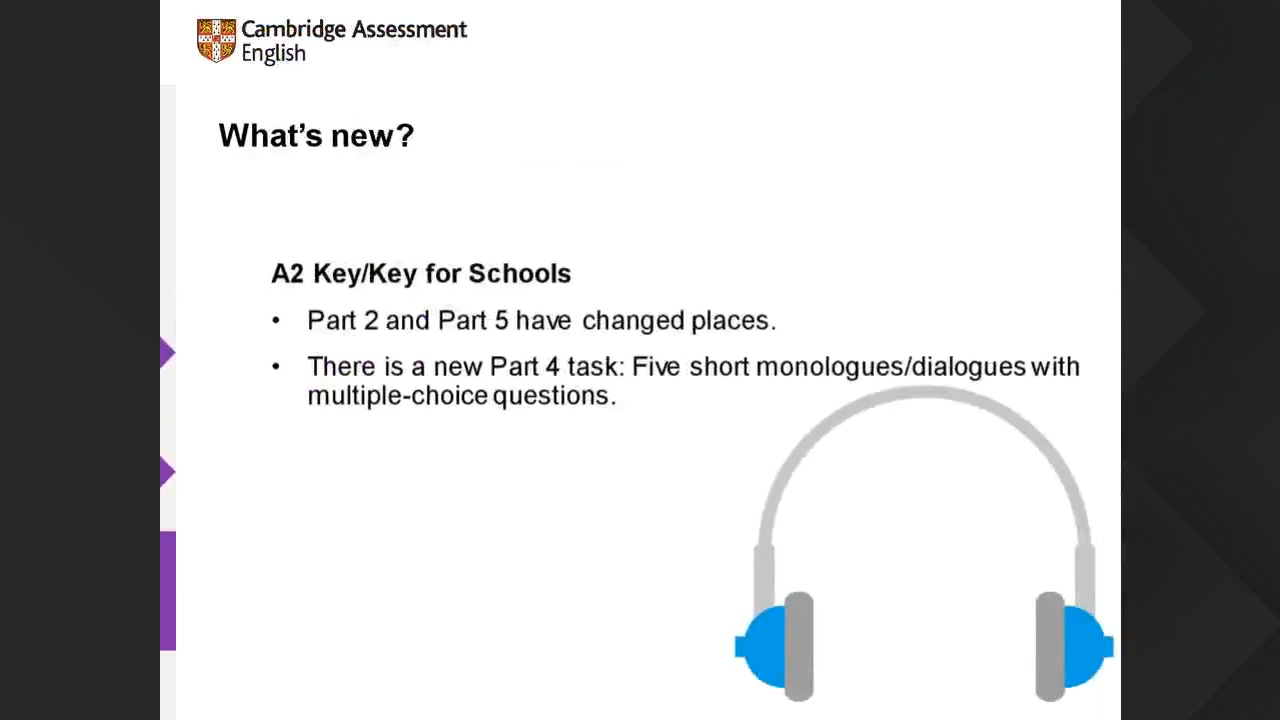 Cambridge Assessment
English
What's new?
A2 Key/Key for Schools
• Part 2 and Part 5 have changed places.
• There is a new Part 4 task: Five short monologues/dialogues with
multiple-choice questions.